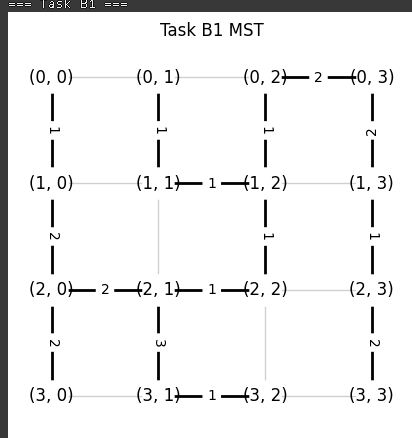 === Task B1 ===
Task B1 MST
(0, 0) (0, 1) (0, 2) 2 (0, 3)
1 1 1 2
(1, 0) (1, 1) 1 (1, 2) (1, 3)
2 1 1
(2, 0) 2 (2, 1) 1 (2, 2) (2, 3)
2 3 2
(3, 0) (3, 1) 1 (3, 2) (3, 3)